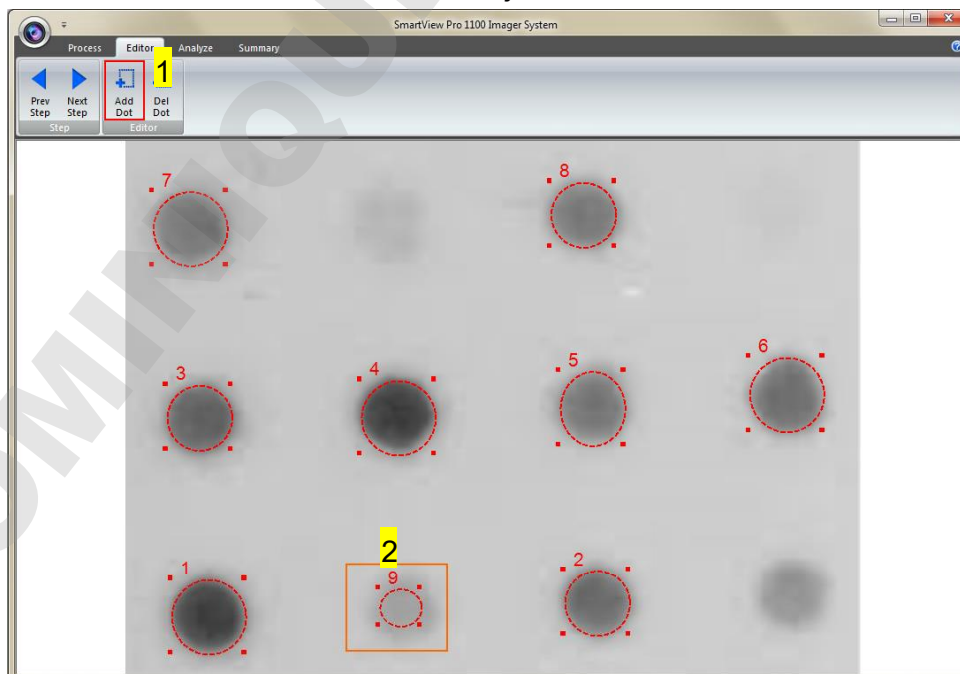 SmartView Pro 1100 Imager System
Process Editor Analyze Summary
1
Prev Step Next Step Add Dot Del Dot
Step Editor
7
8
3
4
5
6
2
1
9
2